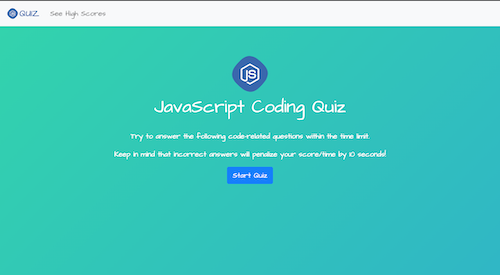 QUIZ See High Scores
JS
JavaScript Coding Quiz
Try to answer the following code-related questions within the time limit.
Keep in mind that incorrect answers will penalize your score/time by 10 seconds!
Start Quiz